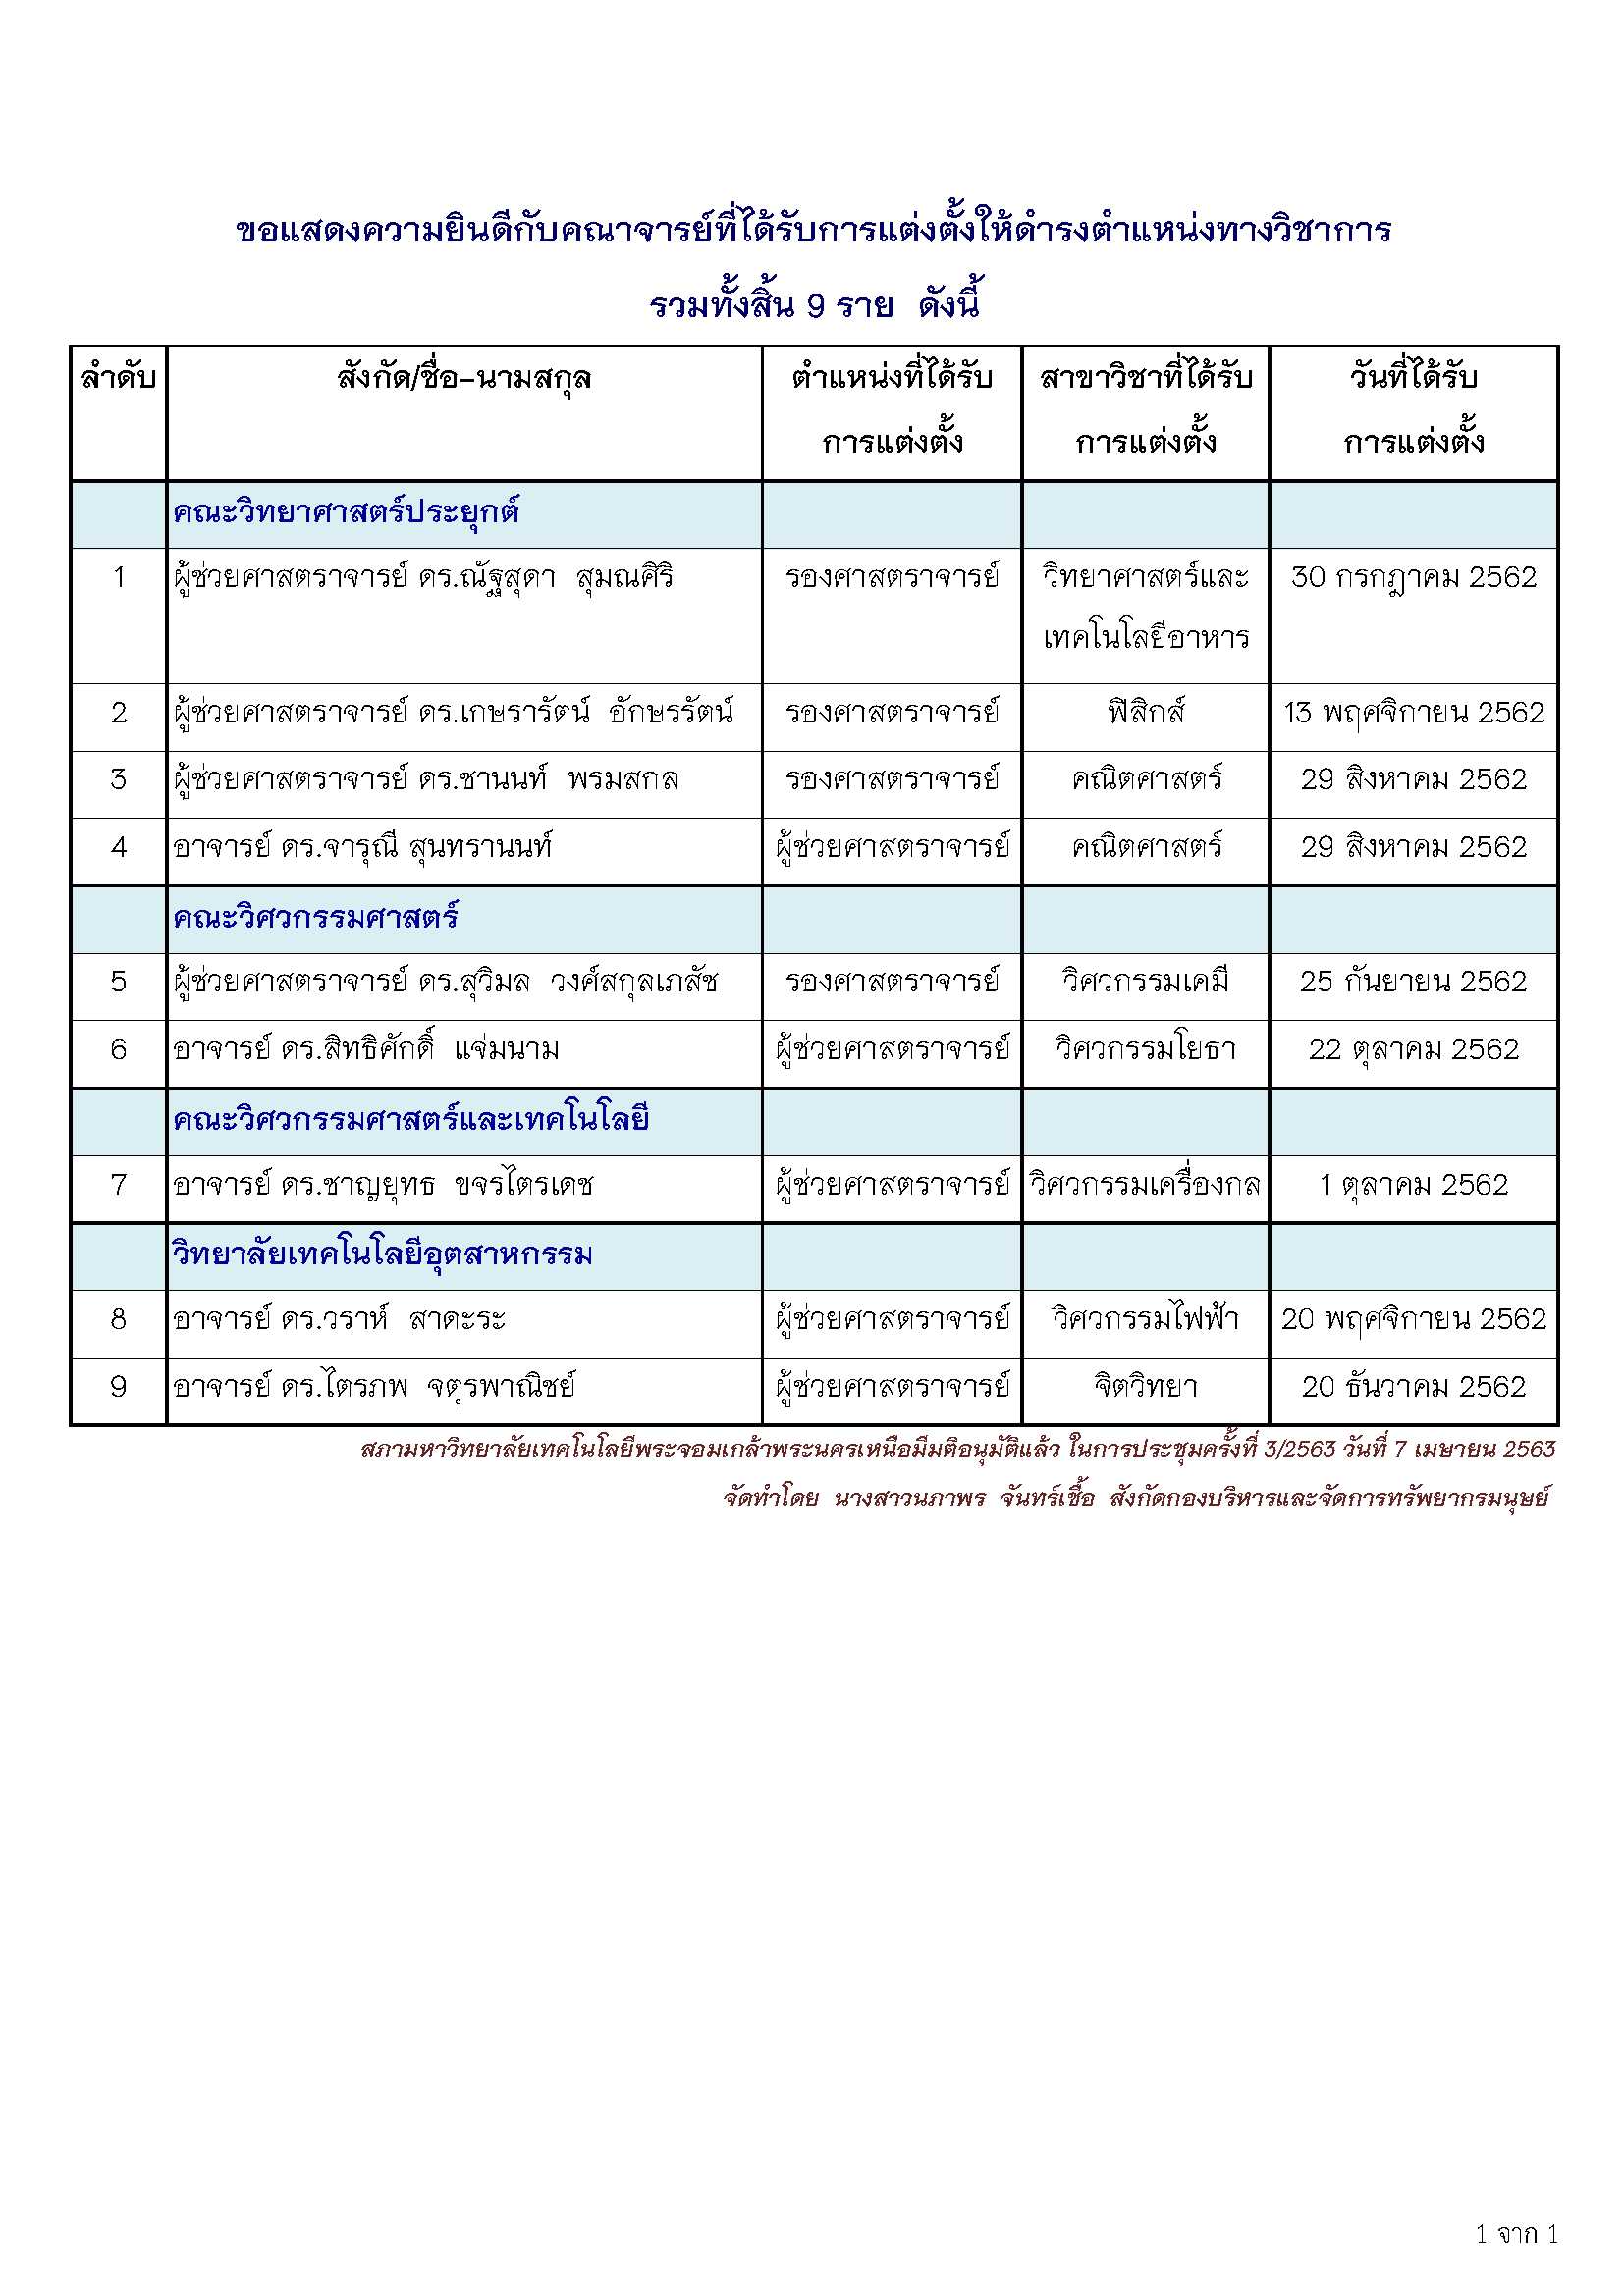 ขอแสดงความยินดีกับคณาจารย์ที่ได้รับการแต่งตั้งให้ดำรงตำแหน่งทางวิชาการ
รวมทั้งสิ้น 9 ราย ดังนี้
ลำดับ สังกัด/ชื่อ-นามสกุล ตำแหน่งที่ได้รับ สาขาวิชาที่ได้รับ วันที่ได้รับ
การแต่งตั้ง การแต่งตั้ง การแต่งตั้ง
คณะวิทยาศาสตร์ประยุกต์
1 ผู้ช่วยศาสตราจารย์ ดร.ณัฐสุดา สุมณศิริ รองศาสตราจารย์ วิทยาศาสตร์และ 30 กรกฎาคม 2562
เทคโนโลยีอาหาร
2 ผู้ช่วยศาสตราจารย์ ดร.เกษรารัตน์ อักษรรัตน์ รองศาสตราจารย์ ฟิสิกส์ 13 พฤศจิกายน 2562
3 ผู้ช่วยศาสตราจารย์ ดร.ชานนท์ พรมสกล รองศาสตราจารย์ คณิตศาสตร์ 29 สิงหาคม 2562
4 อาจารย์ ดร.จารุณี สุนทรานนท์ ผู้ช่วยศาสตราจารย์ คณิตศาสตร์ 29 สิงหาคม 2562
คณะวิศวกรรมศาสตร์
5 ผู้ช่วยศาสตราจารย์ ดร.สุวิมล วงศ์สกุลเภสัช รองศาสตราจารย์ วิศวกรรมเคมี 25 กันยายน 2562
6 อาจารย์ ดร.สิทธิศักดิ์ แจ่มนาม ผู้ช่วยศาสตราจารย์ วิศวกรรมโยธา 22 ตุลาคม 2562
คณะวิศวกรรมศาสตร์และเทคโนโลยี
7 อาจารย์ ดร.ชาญยุทธ ขจรไตรเดช ผู้ช่วยศาสตราจารย์ วิศวกรรมเครื่องกล 1 ตุลาคม 2562
วิทยาลัยเทคโนโลยีอุตสาหกรรม
8 อาจารย์ ดร.วราห์ สาดะระ ผู้ช่วยศาสตราจารย์ วิศวกรรมไฟฟ้า 20 พฤศจิกายน 2562
9 อาจารย์ ดร.ไตรภพ จตุรพาณิชย์ ผู้ช่วยศาสตราจารย์ จิตวิทยา 20 ธันวาคม 2562
สภามหาวิทยาลัยเทคโนโลยีพระจอมเกล้าพระนครเหนือมีมติอนุมัติแล้ว ในการประชุมครั้งที่ 3/2563 วันที่ 7 เมษายน 2563
จัดทำโดย นางสาวนภาพร จันทร์เชื้อ สังกัดกองบริหารและจัดการทรัพยากรมนุษย์
1 จาก 1